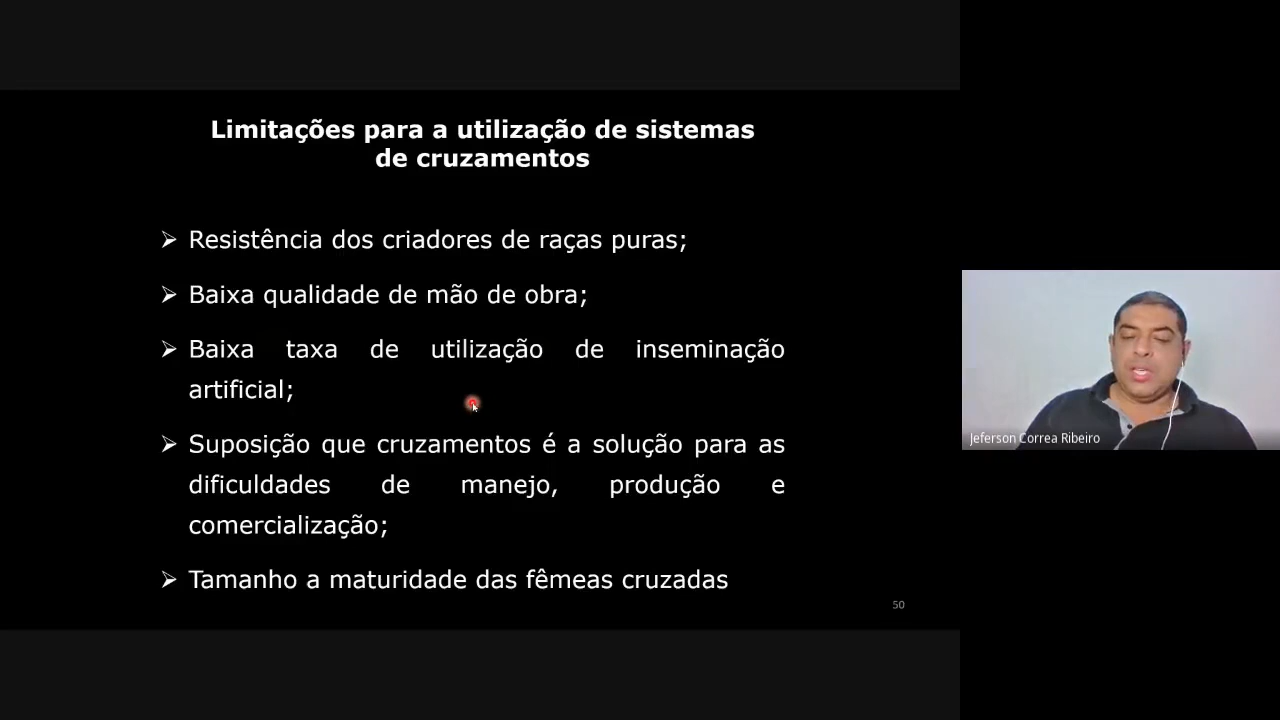 Limitações para a utilização de sistemas
de cruzamentos
➢ Resistência dos criadores de raças puras;
➢ Baixa qualidade de mão de obra;
➢ Baixa taxa de utilização de inseminação
artificial;
➢ Suposição que cruzamentos é a solução para as
dificuldades de manejo, produção e
comercialização;
➢ Tamanho a maturidade das fêmeas cruzadas
50
Jeferson Correa Ribeiro